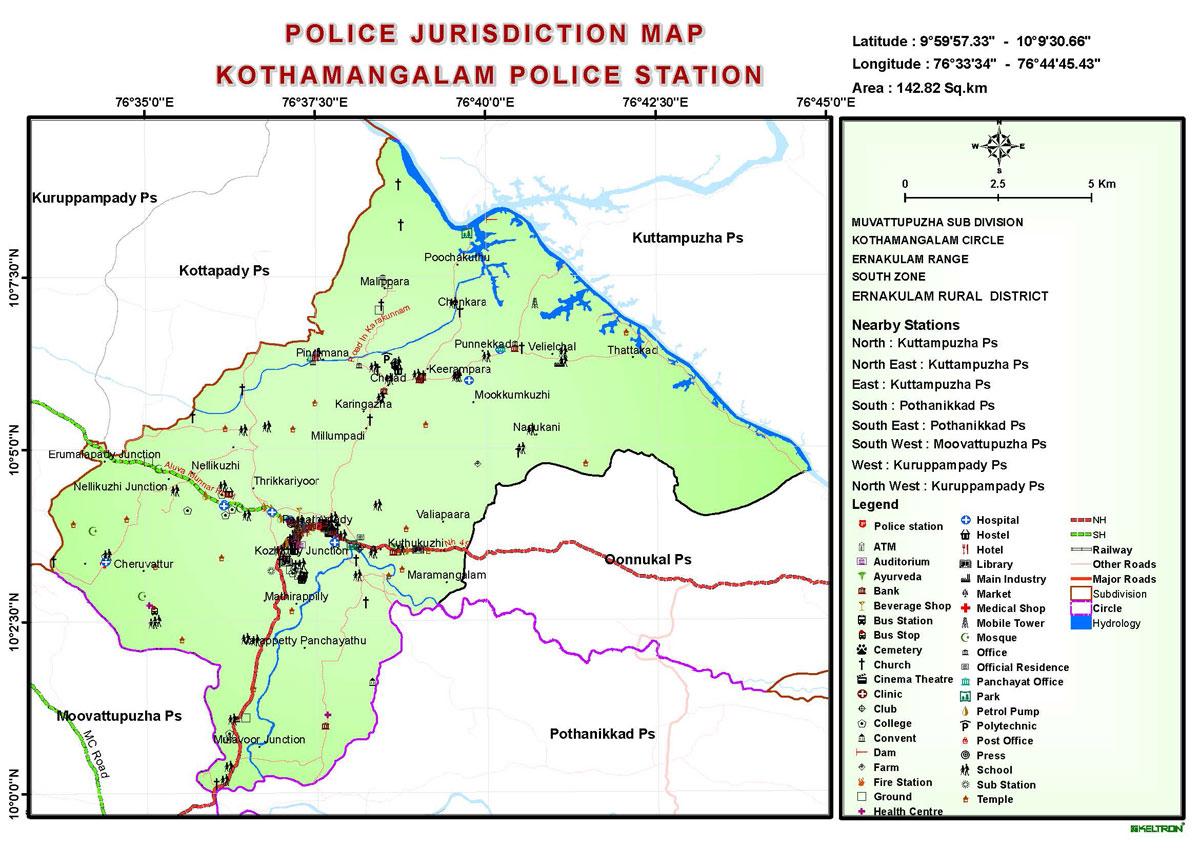 POLICE JURISDICTION MAP
KOTHAMANGALAM POLICE STATION
Latitude : 9°59'57.33" - 10°9'30.66"
Longitude : 76°33'34" - 76°44'45.43"
Area : 142.82 Sq.km
76°35'0"E 76°37'30"E 76°40'0"E 76°42'30"E 76°45'0"E
10°7'30"N
10°5'0"N
10°2'30"N
10°0'0"N
Kuruppampady Ps
Kottapady Ps
Kuttampuzha Ps
Poochakuthu
Malippara
Chenkara
Road In Karakunnam
Pindimana
Punnekkad
Velielchal
Thattakad
Chelad
Keerampara
Karingazha
Mookkumkuzhi
Millumpadi
Nadukani
Erumalapady Junction
Nellikuzhi
Aluva Munnar Road
Nellikuzhi Junction
Thrikkariyoor
Valiapaara
Kozhippily Junction
Kuthukuzhi
Nh 49
Oonnukal Ps
Cheruvattur
Maramangalam
Mathirappilly
Varappetty Panchayathu
Moovattupuzha Ps
MC Road
Mulavoor Junction
Pothanikkad Ps
N
W E
S
0 2.5 5 Km
MUVATTUPUZHA SUB DIVISION
KOTHAMANGALAM CIRCLE
ERNAKULAM RANGE
SOUTH ZONE
ERNAKULAM RURAL DISTRICT
Nearby Stations
North : Kuttampuzha Ps
North East : Kuttampuzha Ps
East : Kuttampuzha Ps
South : Pothanikkad Ps
South East : Pothanikkad Ps
South West : Moovattupuzha Ps
West : Kuruppampady Ps
North West : Kuruppampady Ps
Legend
Police station
ATM
Auditorium
Ayurveda
Bank
Beverage Shop
Bus Station
Bus Stop
Cemetery
Church
Cinema Theatre
Clinic
Club
College
Convent
Dam
Farm
Fire Station
Ground
Health Centre
Hospital
Hostel
Hotel
Library
Main Industry
Market
Medical Shop
Mobile Tower
Mosque
Office
Official Residence
Panchayat Office
Park
Petrol Pump
Polytechnic
Post Office
Press
School
Sub Station
Temple
NH
SH
Railway
Other Roads
Major Roads
Subdivision
Circle
Hydrology
KELTRON